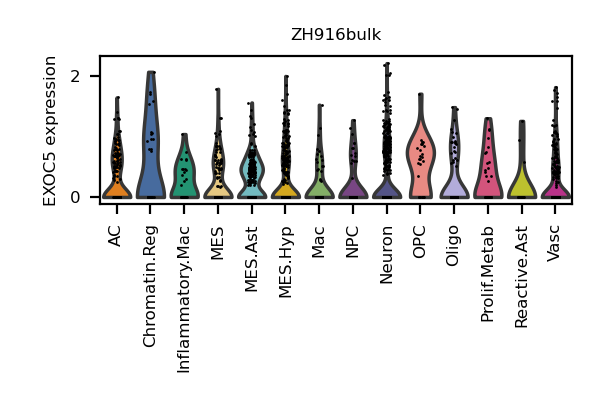 ZH916bulk
EXOC5 expression
2
0
AC
Chromatin.Reg
Inflammatory.Mac
MES
MES.Ast
MES.Hyp
Mac
NPC
Neuron
OPC
Oligo
Prolif.Metab
Reactive.Ast
Vasc